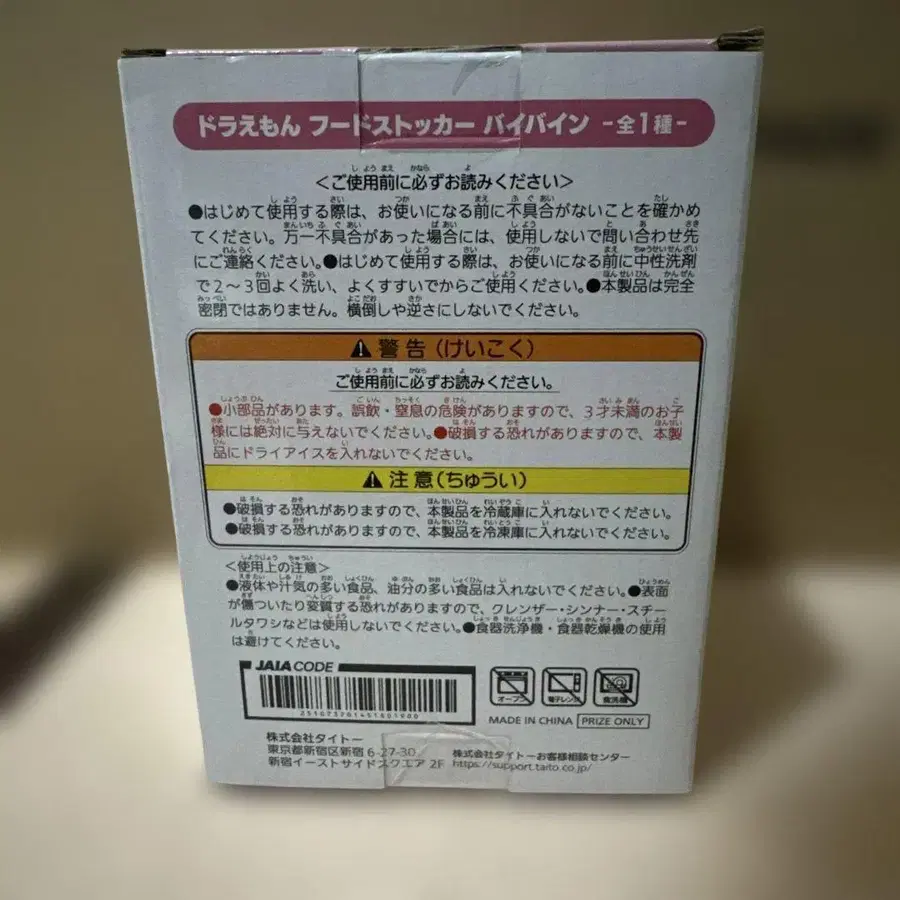 ドラえもん フードストッカー バイバイン -全1種-
<ご使用前に必ずお読みください>
●はじめて使用する際は、お使いになる前に不具合がないことを確かめ
てください。万一不具合があった場合には、使用しないで問い合わせ先
にご連絡ください。●はじめて使用する際は、お使いになる前に中性洗剤
で2～3回よく洗い、よくすすいでからご使用ください。●本製品は完全
密閉ではありません。横倒しや逆さにしないでください。
⚠警告(けいこく)
ご使用前に必ずお読みください。
●小部品があります。誤飲・窒息の危険がありますので、3才未満のお子
様には絶対に与えないでください。●破損する恐れがありますので、本製
品にドライアイスを入れないでください。
⚠注意(ちゅうい)
●破損する恐れがありますので、本製品を冷蔵庫に入れないでください。
●破損する恐れがありますので、本製品を冷凍庫に入れないでください。
<使用上の注意>
●液体や汁気の多い食品、油分の多い食品は入れないでください。●表面
が傷ついたり変質する恐れがありますので、クレンザー・シンナー・スチー
ルタワシなどは使用しないでください。●食器洗浄機・食器乾燥機の使用
は避けてください。
JAIA CODE
オーブン 電子レンジ 食洗機
MADE IN CHINA PRIZE ONLY
株式会社タイトー
東京都新宿区新宿 6-27-30
新宿イーストサイドスクエア 2F
株式会社タイトーお客様相談センター
https://support.taito.co.jp/